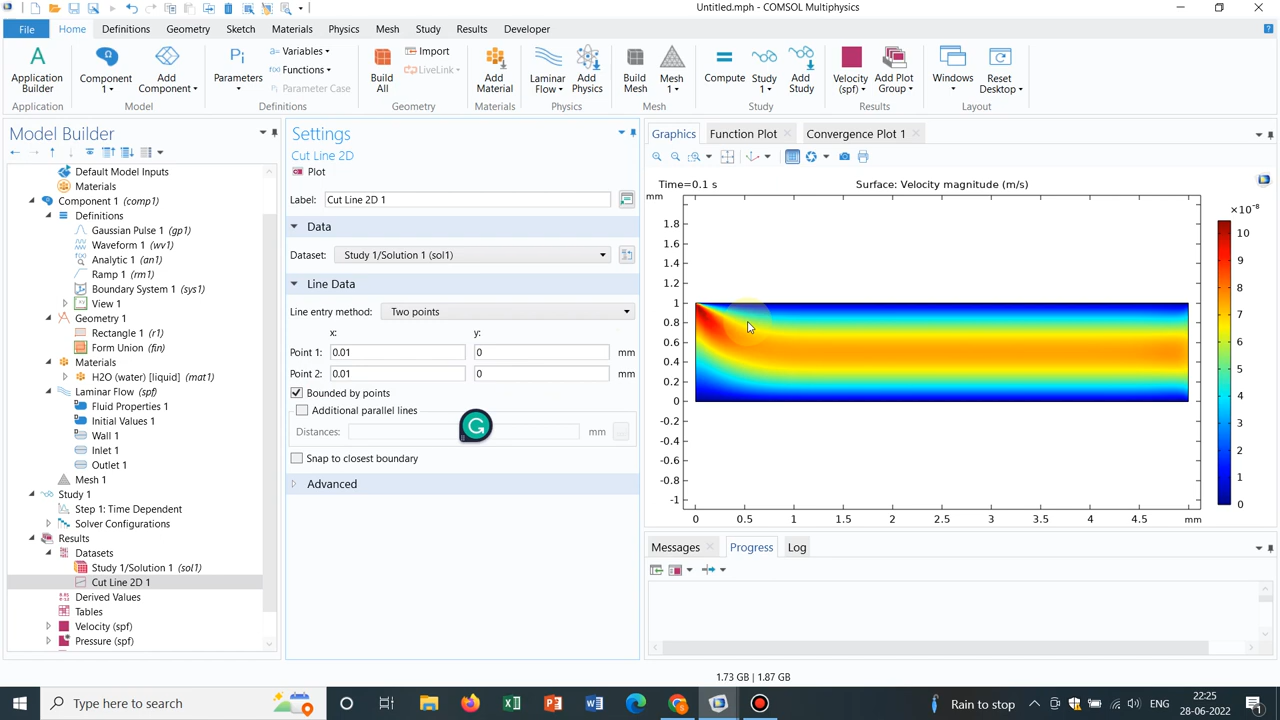 Untitled.mph - COMSOL Multiphysics
File
Home
Definitions
Geometry
Sketch
Materials
Physics
Mesh
Study
Results
Developer
Application Builder
Component 1
Add Component
Parameters
a= Variables
f(x) Functions
Parameter Case
Build All
Import
LiveLink
Add Material
Laminar Flow
Add Physics
Build Mesh
Mesh 1
Compute
Study 1
Add Study
Velocity (spf)
Add Plot Group
Windows
Reset Desktop
Application
Model
Definitions
Geometry
Materials
Physics
Mesh
Study
Results
Layout
Model Builder
Default Model Inputs
Materials
Component 1 (comp1)
Definitions
Gaussian Pulse 1 (gp1)
Waveform 1 (wv1)
Analytic 1 (an1)
Ramp 1 (rm1)
Boundary System 1 (sys1)
View 1
Geometry 1
Rectangle 1 (r1)
Form Union (fin)
Materials
H2O (water) [liquid] (mat1)
Laminar Flow (spf)
Fluid Properties 1
Initial Values 1
Wall 1
Inlet 1
Outlet 1
Mesh 1
Study 1
Step 1: Time Dependent
Solver Configurations
Results
Datasets
Study 1/Solution 1 (sol1)
Cut Line 2D 1
Derived Values
Tables
Velocity (spf)
Pressure (spf)
Settings
Cut Line 2D
Plot
Label: Cut Line 2D 1
Data
Dataset: Study 1/Solution 1 (sol1)
Line Data
Line entry method: Two points
x: y:
Point 1: 0.01 0 mm
Point 2: 0.01 0 mm
Bounded by points
Additional parallel lines
Distances: mm
Snap to closest boundary
Advanced
Graphics
Function Plot
Convergence Plot 1
Time=0.1 s Surface: Velocity magnitude (m/s)
mm
1.8
1.6
1.4
1.2
1
0.8
0.6
0.4
0.2
0
-0.2
-0.4
-0.6
-0.8
-1
0 0.5 1 1.5 2 2.5 3 3.5 4 4.5 mm
×10⁻⁸
10
9
8
7
6
5
4
3
2
1
0
Messages
Progress
Log
1.73 GB | 1.87 GB
Type here to search
Rain to stop
ENG
22:25
28-06-2022